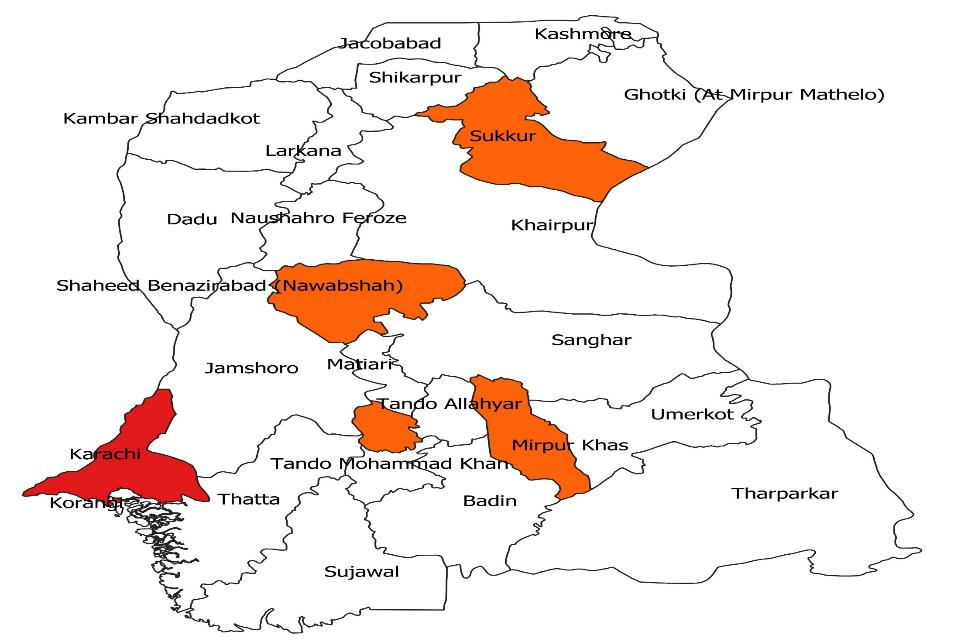 Kashmore
Jacobabad
Shikarpur
Ghotki (At Mirpur Mathelo)
Kambar Shahdadkot
Sukkur
Larkana
Dadu
Naushahro Feroze
Khairpur
Shaheed Benazirabad (Nawabshah)
Sanghar
Jamshoro
Matiari
Tando Allahyar
Umerkot
Mirpur Khas
Karachi
Tando Mohammad Khan
Tharparkar
Korangi
Thatta
Badin
Sujawal